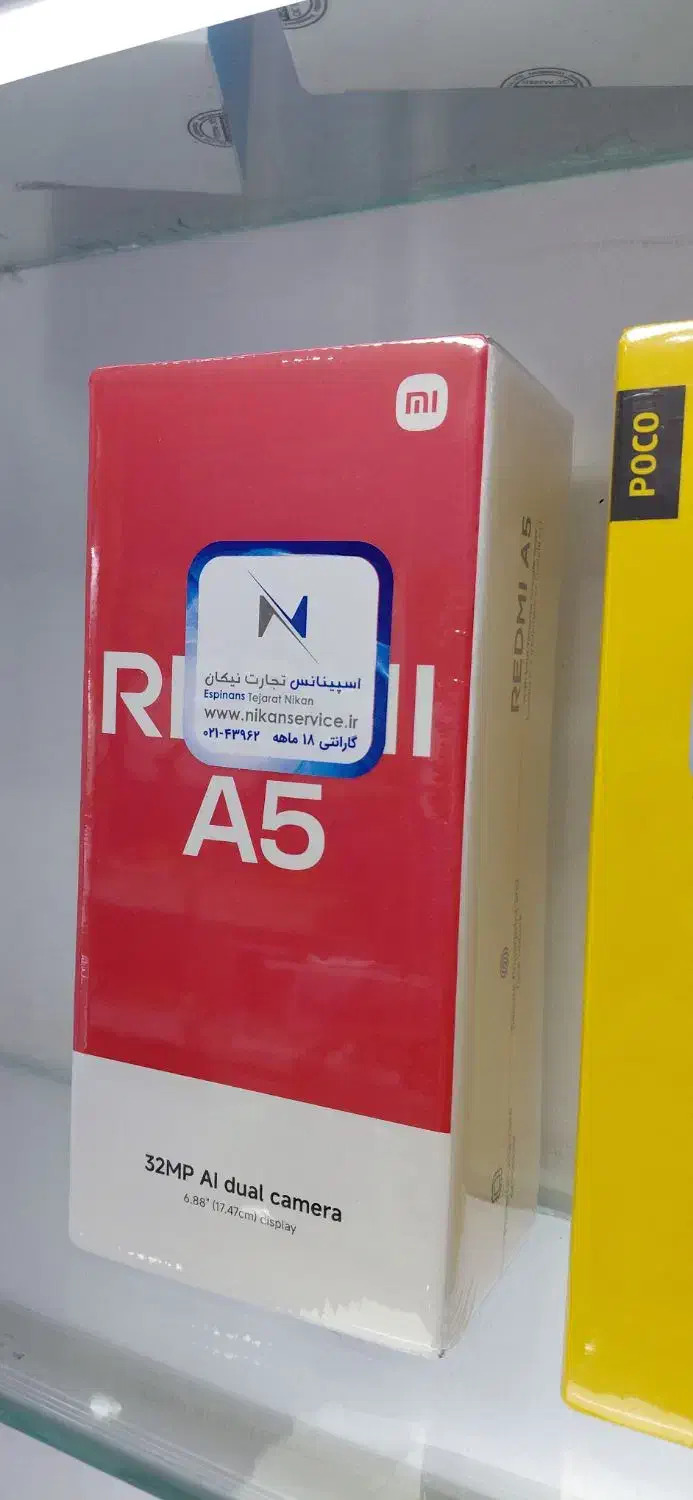 mi
POCO
REDMI A5
اسپینانس تجارت نیکان
Espinans Tejarat Nikan
www.nikanservice.ir
گارانتی ۱۸ ماهه ۰۲۱-۴۳۹۶۲
A5
32MP AI dual camera
6.88" (17.47cm) display